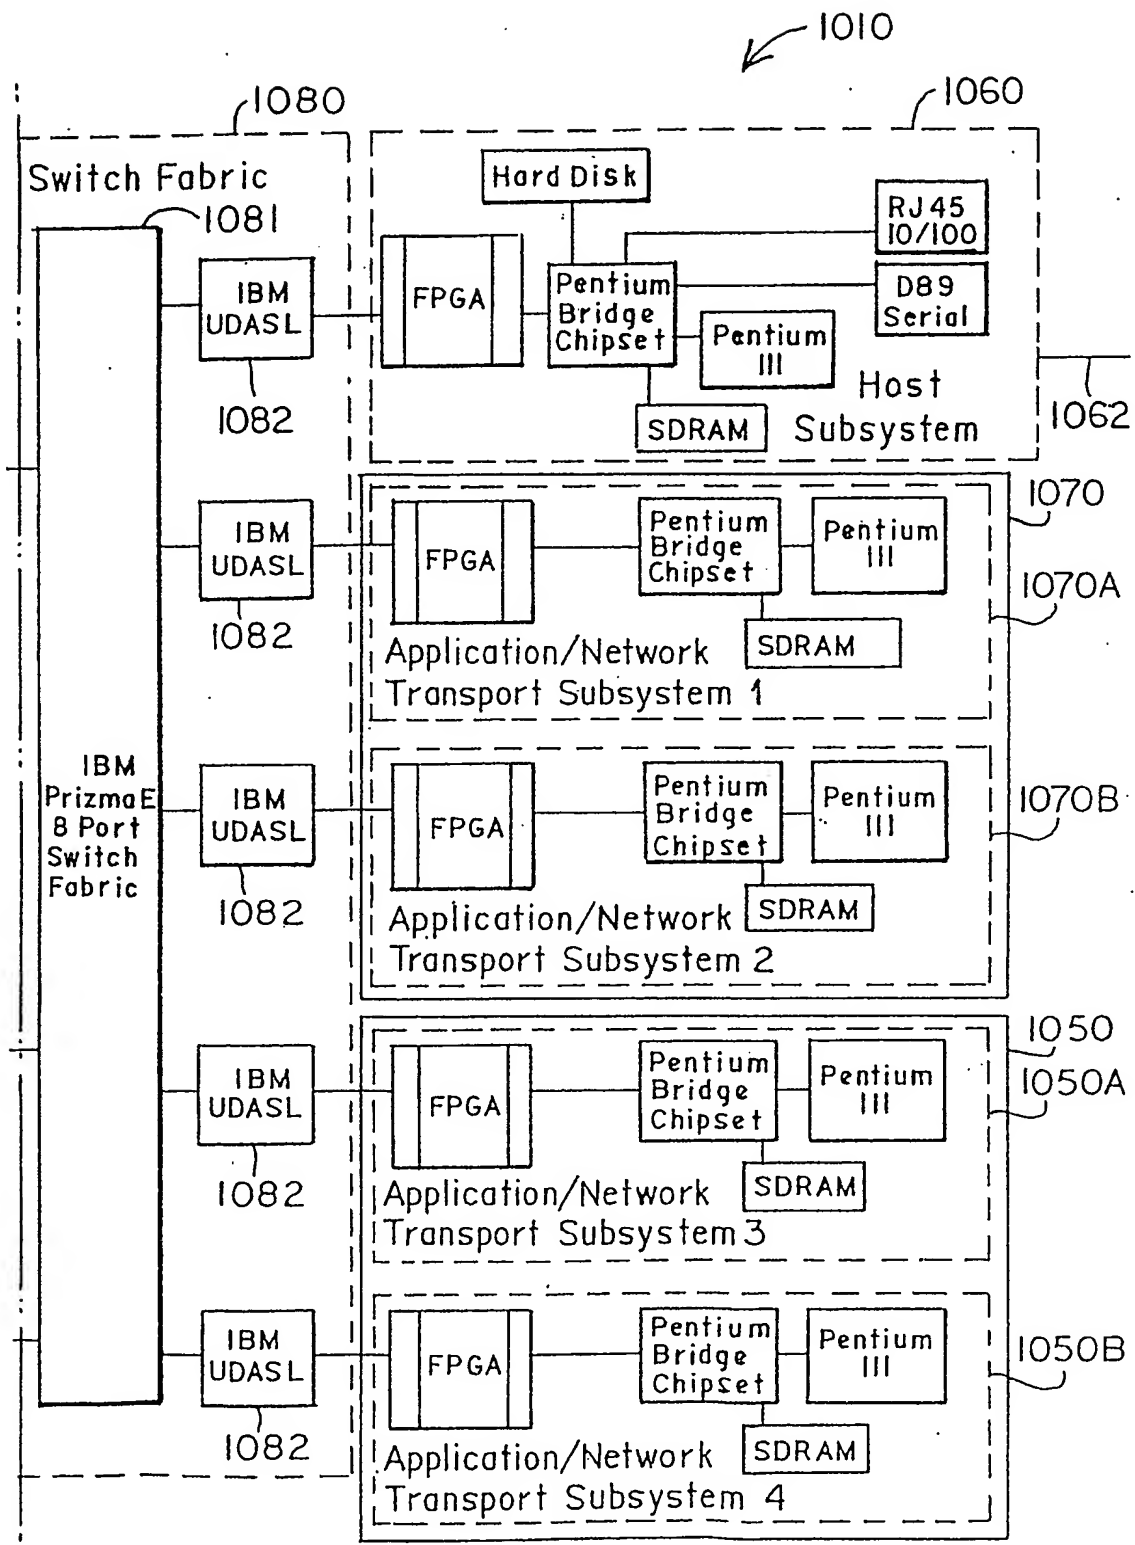 1010
1080
1060
Switch Fabric
1081
Hard Disk
RJ45
10/100
IBM
UDASL
FPGA
Pentium
Bridge
Chipset
D89
Serial
Pentium
III
1082
SDRAM
Host
Subsystem
1062
IBM
UDASL
FPGA
Pentium
Bridge
Chipset
Pentium
III
1070
1070A
1082
Application/Network
Transport Subsystem 1
SDRAM
IBM
PrizmaE
8 Port
Switch
Fabric
IBM
UDASL
FPGA
Pentium
Bridge
Chipset
Pentium
III
1070B
1082
Application/Network
Transport Subsystem 2
SDRAM
1050
1050A
IBM
UDASL
FPGA
Pentium
Bridge
Chipset
Pentium
III
1082
Application/Network
Transport Subsystem 3
SDRAM
IBM
UDASL
FPGA
Pentium
Bridge
Chipset
Pentium
III
1050B
1082
Application/Network
Transport Subsystem 4
SDRAM